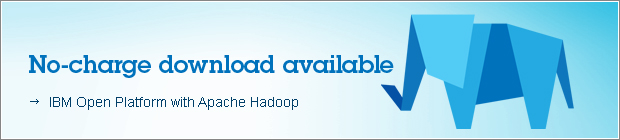 No-charge download available
→ IBM Open Platform with Apache Hadoop